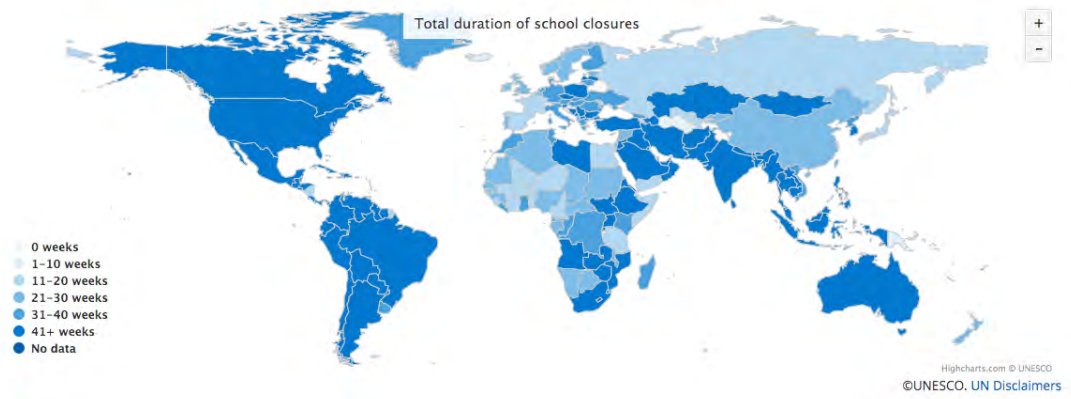 Total duration of school closures
+
-
0 weeks
1-10 weeks
11-20 weeks
21-30 weeks
31-40 weeks
41+ weeks
No data
Highcharts.com © UNESCO
©UNESCO. UN Disclaimers